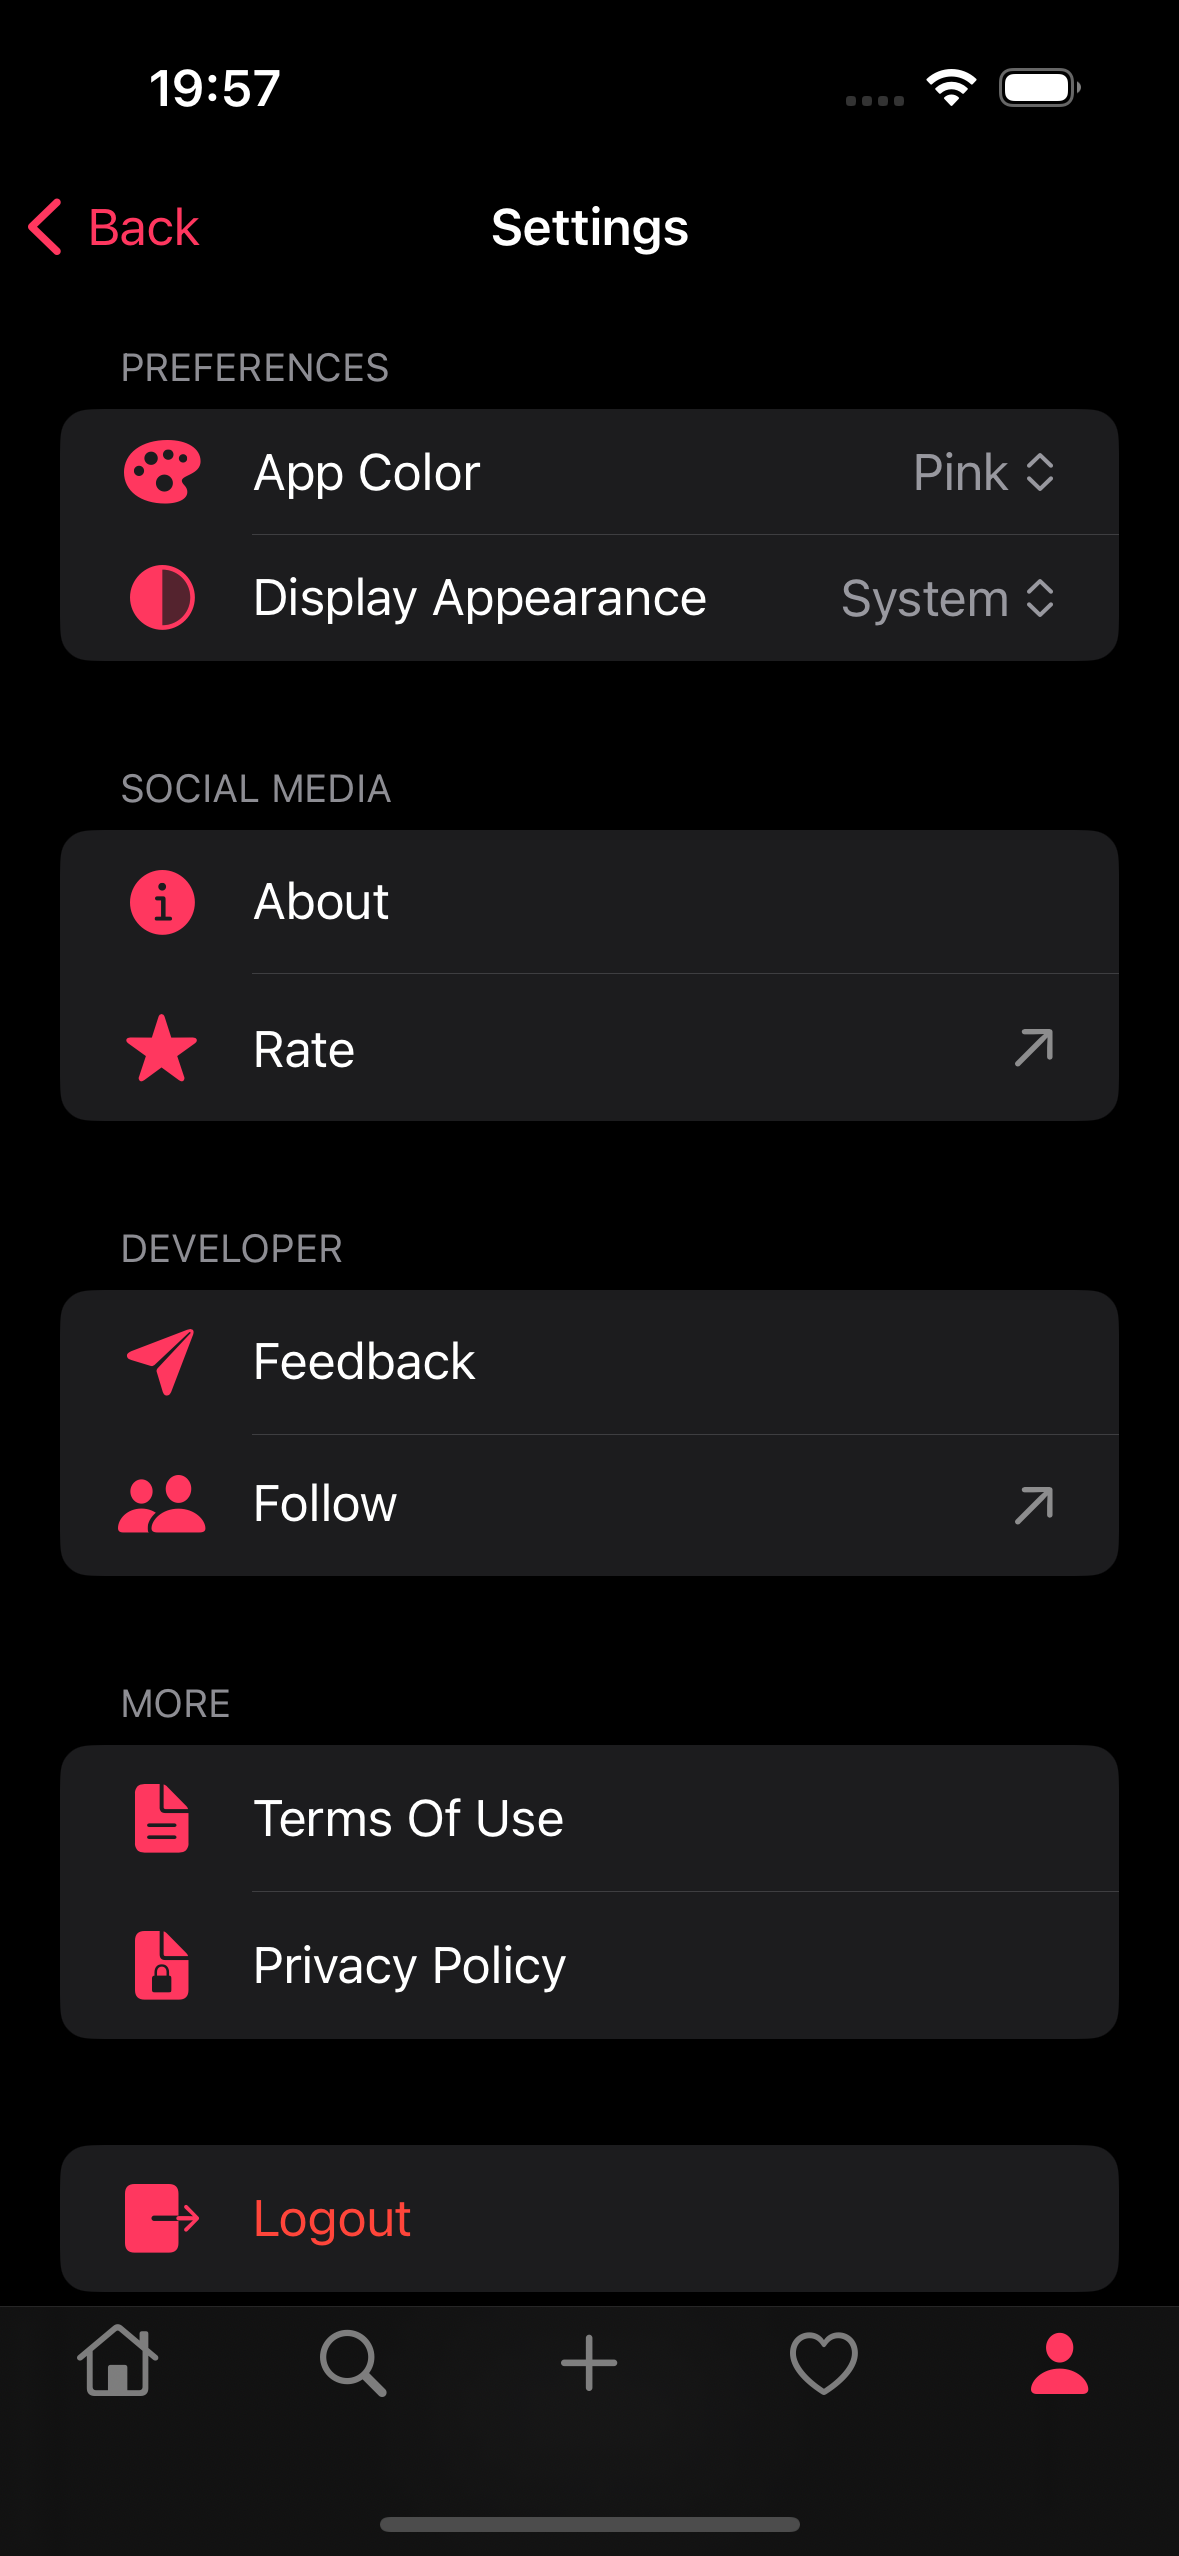 19:57
Back
Settings
PREFERENCES
App Color
Pink
Display Appearance
System
SOCIAL MEDIA
About
Rate
DEVELOPER
Feedback
Follow
MORE
Terms Of Use
Privacy Policy
Logout